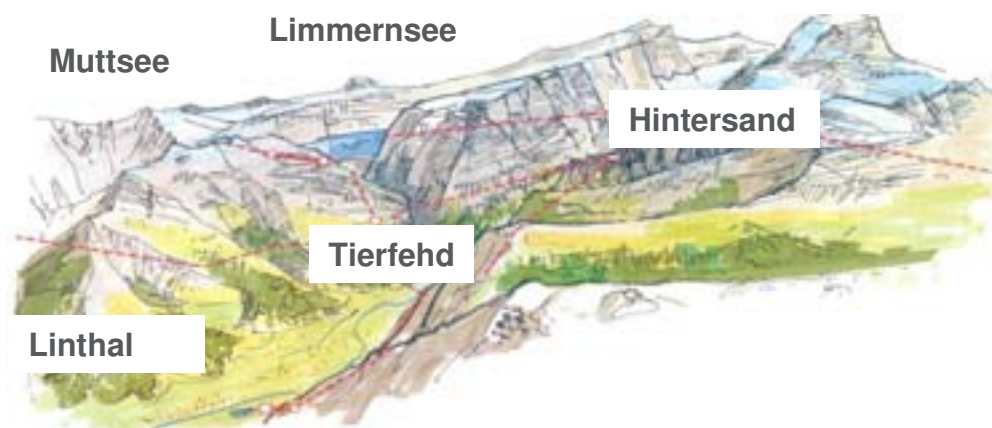 Limmernsee
Muttsee
Hintersand
Tierfehd
Linthal